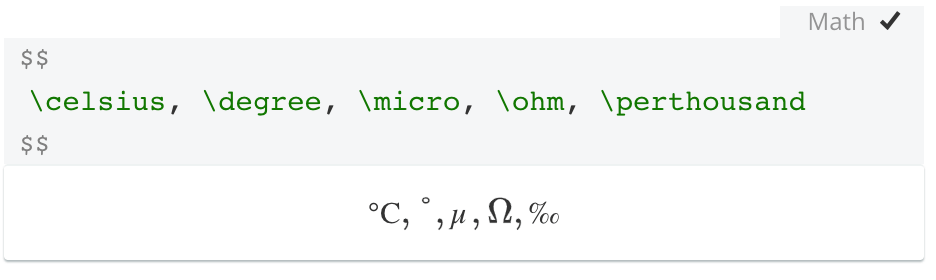 Math ✔
$$
\celsius, \degree, \micro, \ohm, \perthousand
$$
°C, °, µ, Ω, ‰